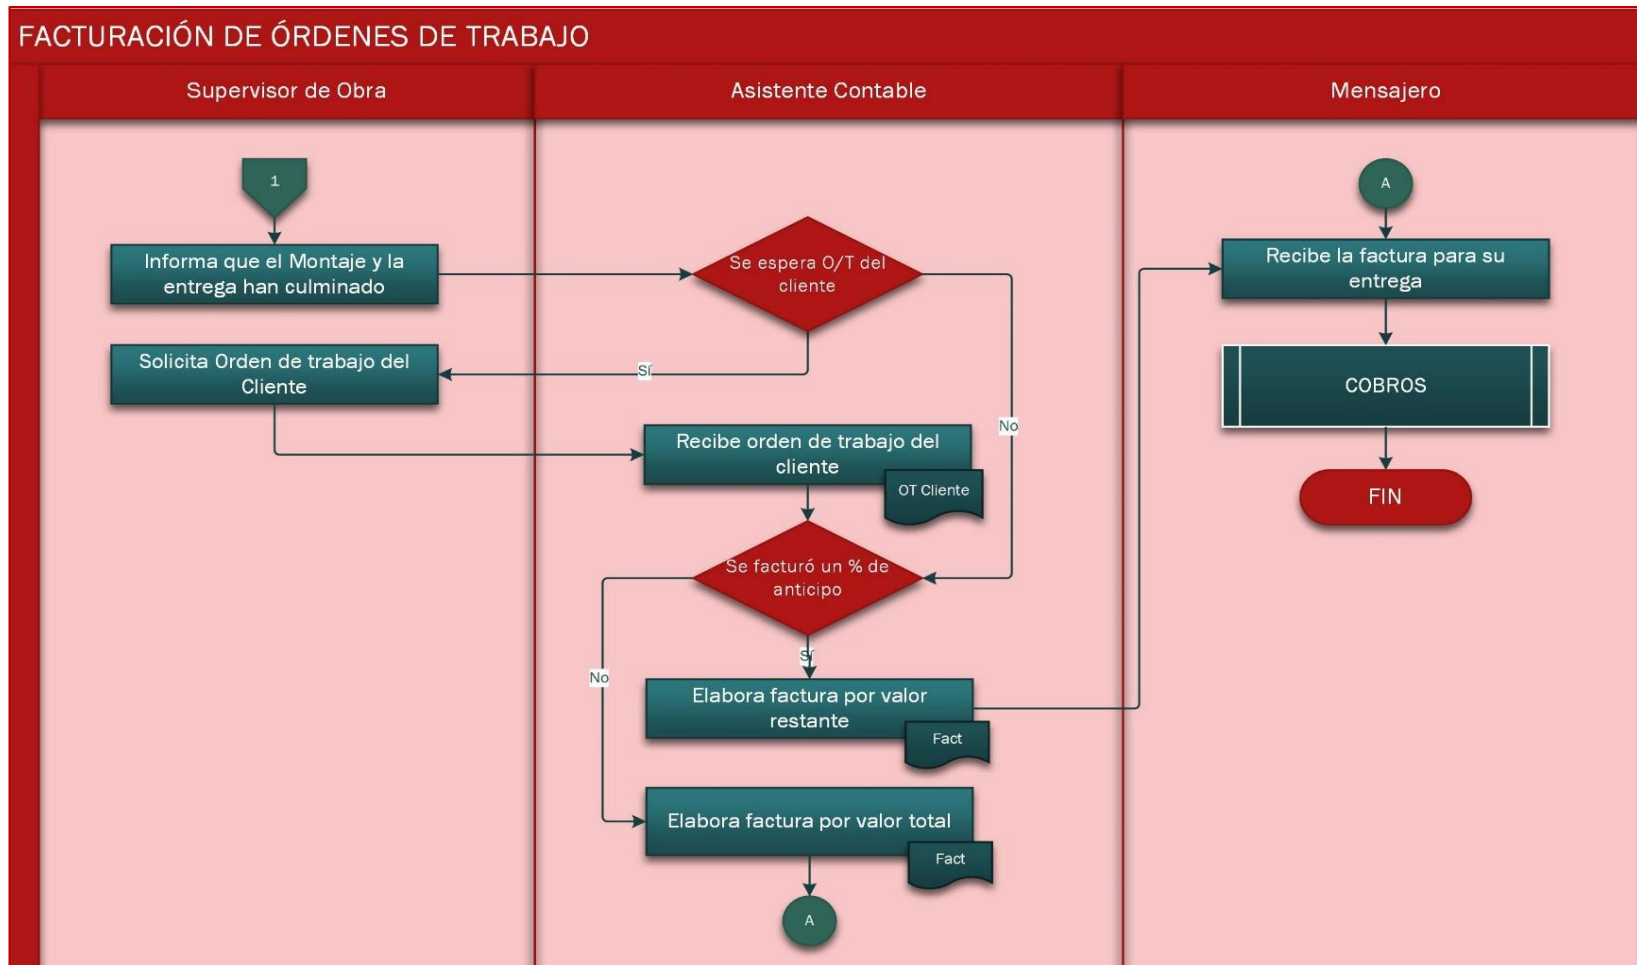 FACTURACIÓN DE ÓRDENES DE TRABAJO
Supervisor de Obra
Asistente Contable
Mensajero
1
Informa que el Montaje y la
entrega han culminado
Se espera O/T del
cliente
Sí
No
Solicita Orden de trabajo del
Cliente
Recibe orden de trabajo del
cliente
OT Cliente
Se facturó un % de
anticipo
Sí
No
Elabora factura por valor
restante
Fact
Elabora factura por valor total
Fact
A
A
Recibe la factura para su
entrega
COBROS
FIN